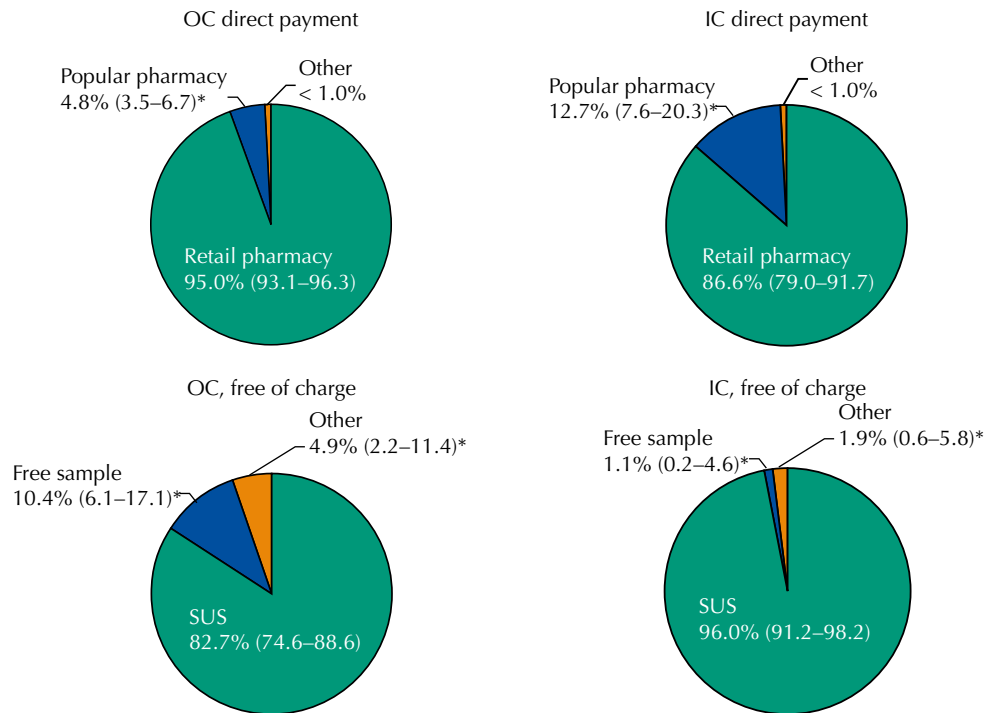 OC direct payment
Popular pharmacy
4.8% (3.5–6.7)*
Other
< 1.0%
Retail pharmacy
95.0% (93.1–96.3)
IC direct payment
Popular pharmacy
12.7% (7.6–20.3)*
Other
< 1.0%
Retail pharmacy
86.6% (79.0–91.7)
OC, free of charge
Other
4.9% (2.2–11.4)*
Free sample
10.4% (6.1–17.1)*
SUS
82.7% (74.6–88.6)
IC, free of charge
Other
1.9% (0.6–5.8)*
Free sample
1.1% (0.2–4.6)*
SUS
96.0% (91.2–98.2)